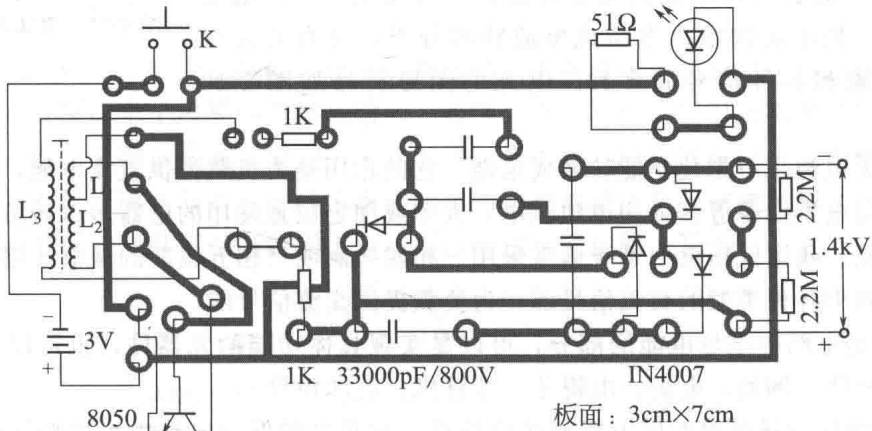 K
51Ω
1K
L₃
L
L₂
2.2M
1.4kV
2.2M
−
3V
+
+
1K
33000pF/800V
IN4007
8050
板面：3cm×7cm